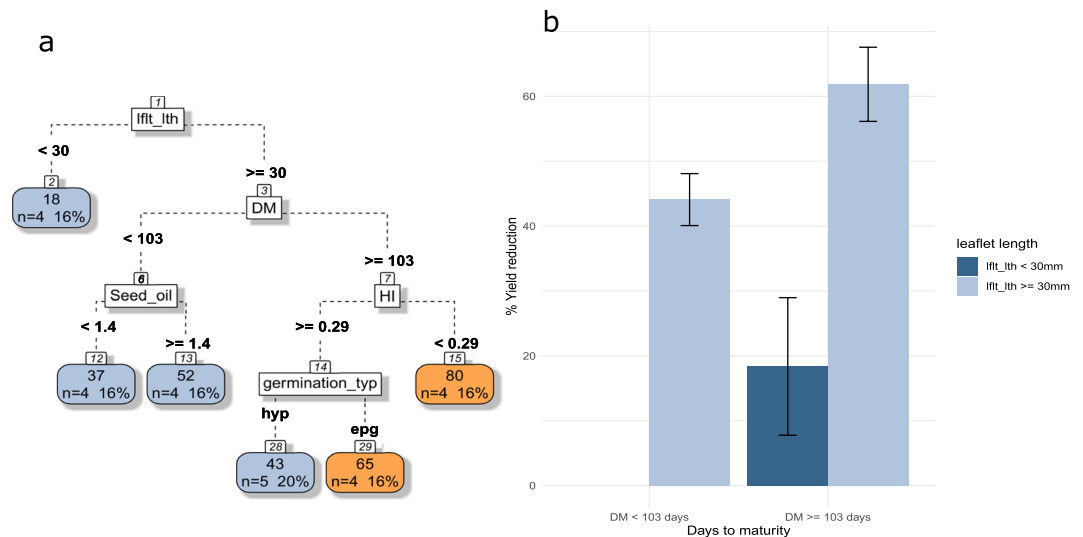 a
1
lflt_lth
< 30
>= 30
2
18
n=4 16%
3
DM
< 103
>= 103
6
Seed_oil
7
HI
< 1.4
>= 1.4
>= 0.29
< 0.29
12
37
n=4 16%
13
52
n=4 16%
14
germination_typ
15
80
n=4 16%
hyp
epg
28
43
n=5 20%
29
65
n=4 16%
b
% Yield reduction
60
40
20
0
DM < 103 days
DM >= 103 days
Days to maturity
leaflet length
lflt_lth < 30mm
lflt_lth >= 30mm